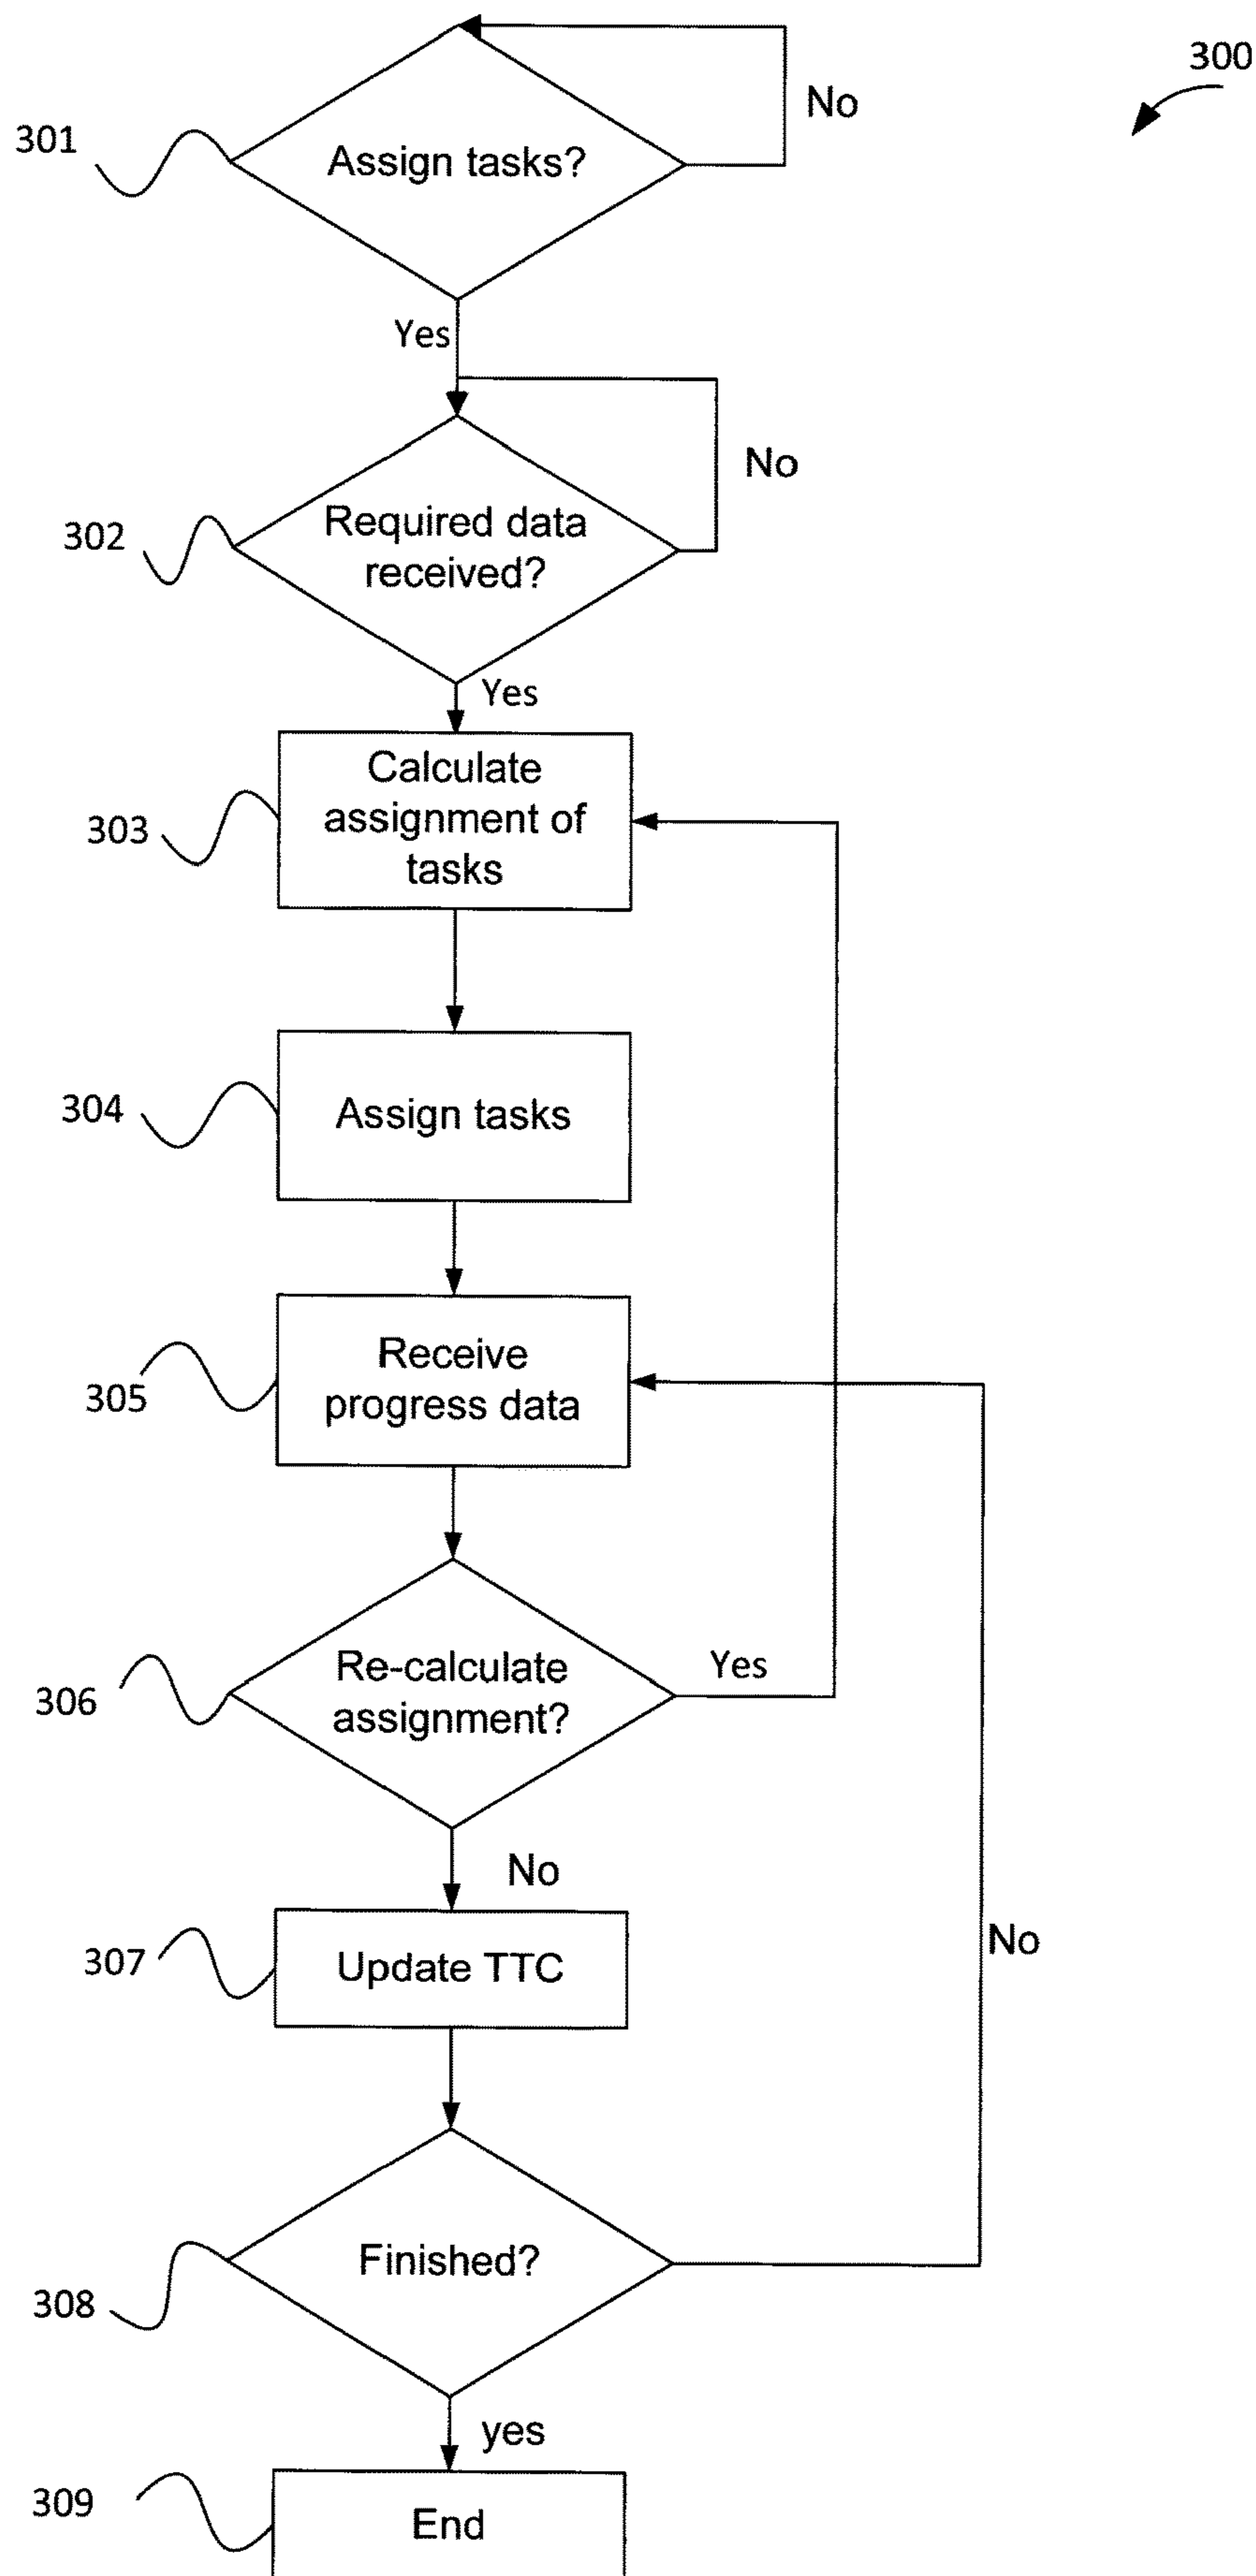 300
No
301
Assign tasks?
Yes
No
302
Required data
received?
Yes
303
Calculate
assignment of
tasks
304
Assign tasks
305
Receive
progress data
306
Re-calculate
assignment?
Yes
No
307
Update TTC
No
308
Finished?
yes
309
End